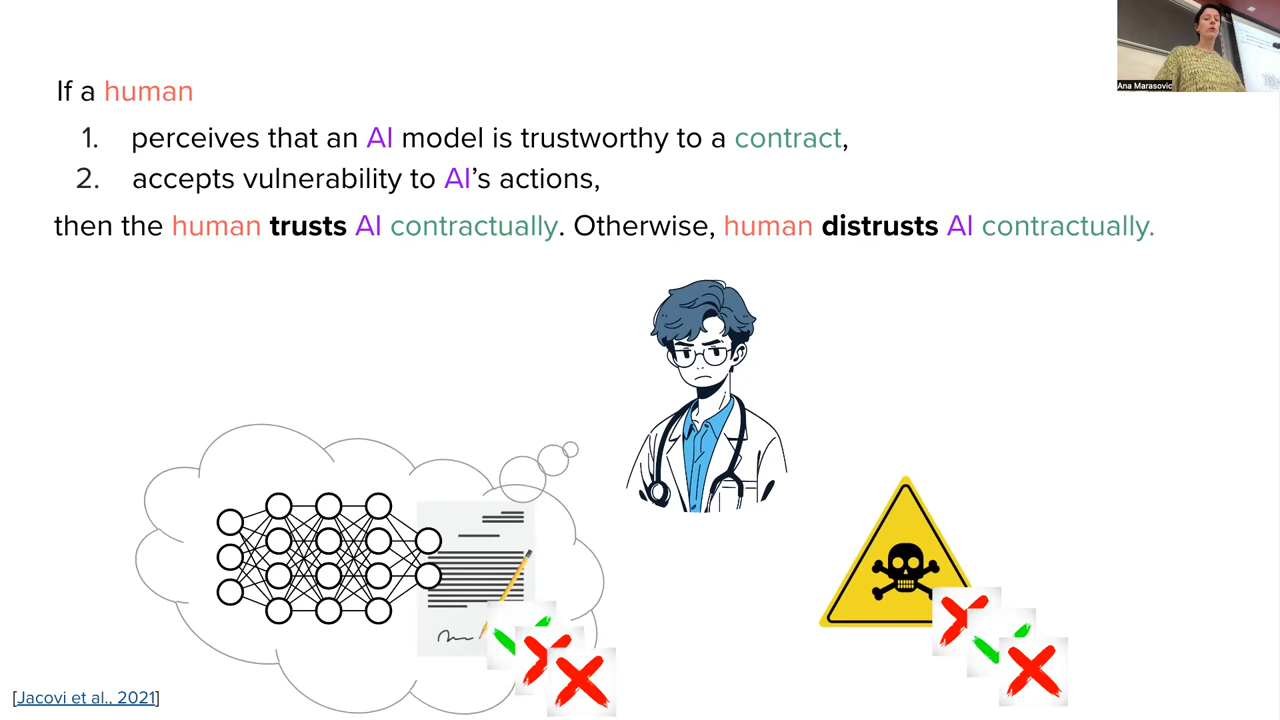 If a human
1. perceives that an AI model is trustworthy to a contract,
2. accepts vulnerability to AI’s actions,
then the human trusts AI contractually. Otherwise, human distrusts AI contractually.
[Jacovi et al., 2021]
Ana Marasovic